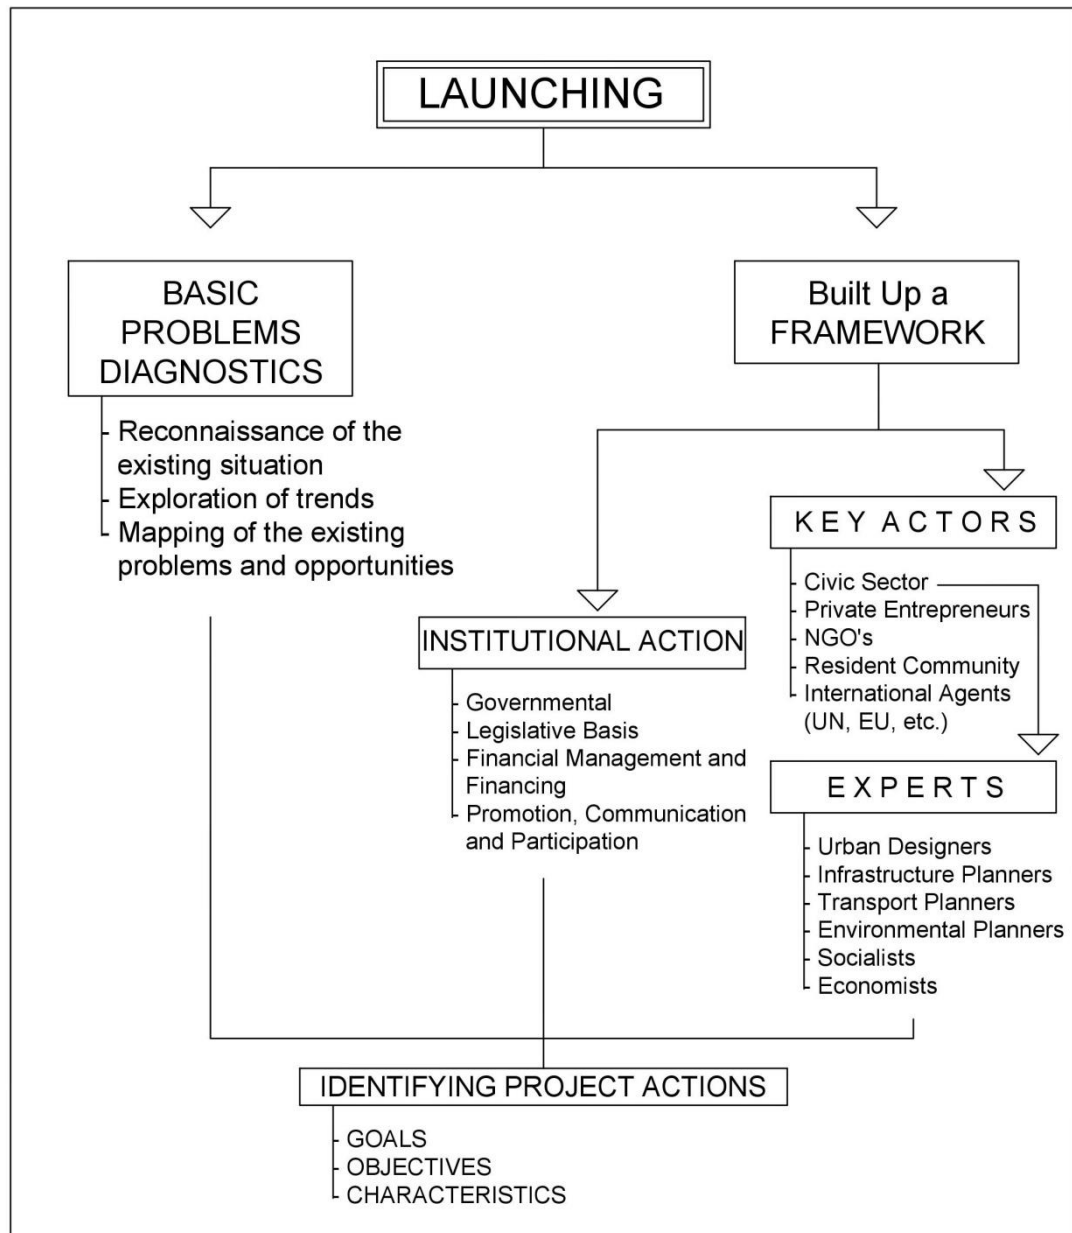 LAUNCHING
BASIC
PROBLEMS
DIAGNOSTICS
- Reconnaissance of the
existing situation
- Exploration of trends
- Mapping of the existing
problems and opportunities
Built Up a
FRAMEWORK
INSTITUTIONAL ACTION
- Governmental
- Legislative Basis
- Financial Management and
Financing
- Promotion, Communication
and Participation
KEY ACTORS
- Civic Sector
- Private Entrepreneurs
- NGO's
- Resident Community
- International Agents
(UN, EU, etc.)
EXPERTS
- Urban Designers
- Infrastructure Planners
- Transport Planners
- Environmental Planners
- Socialists
- Economists
IDENTIFYING PROJECT ACTIONS
- GOALS
- OBJECTIVES
- CHARACTERISTICS